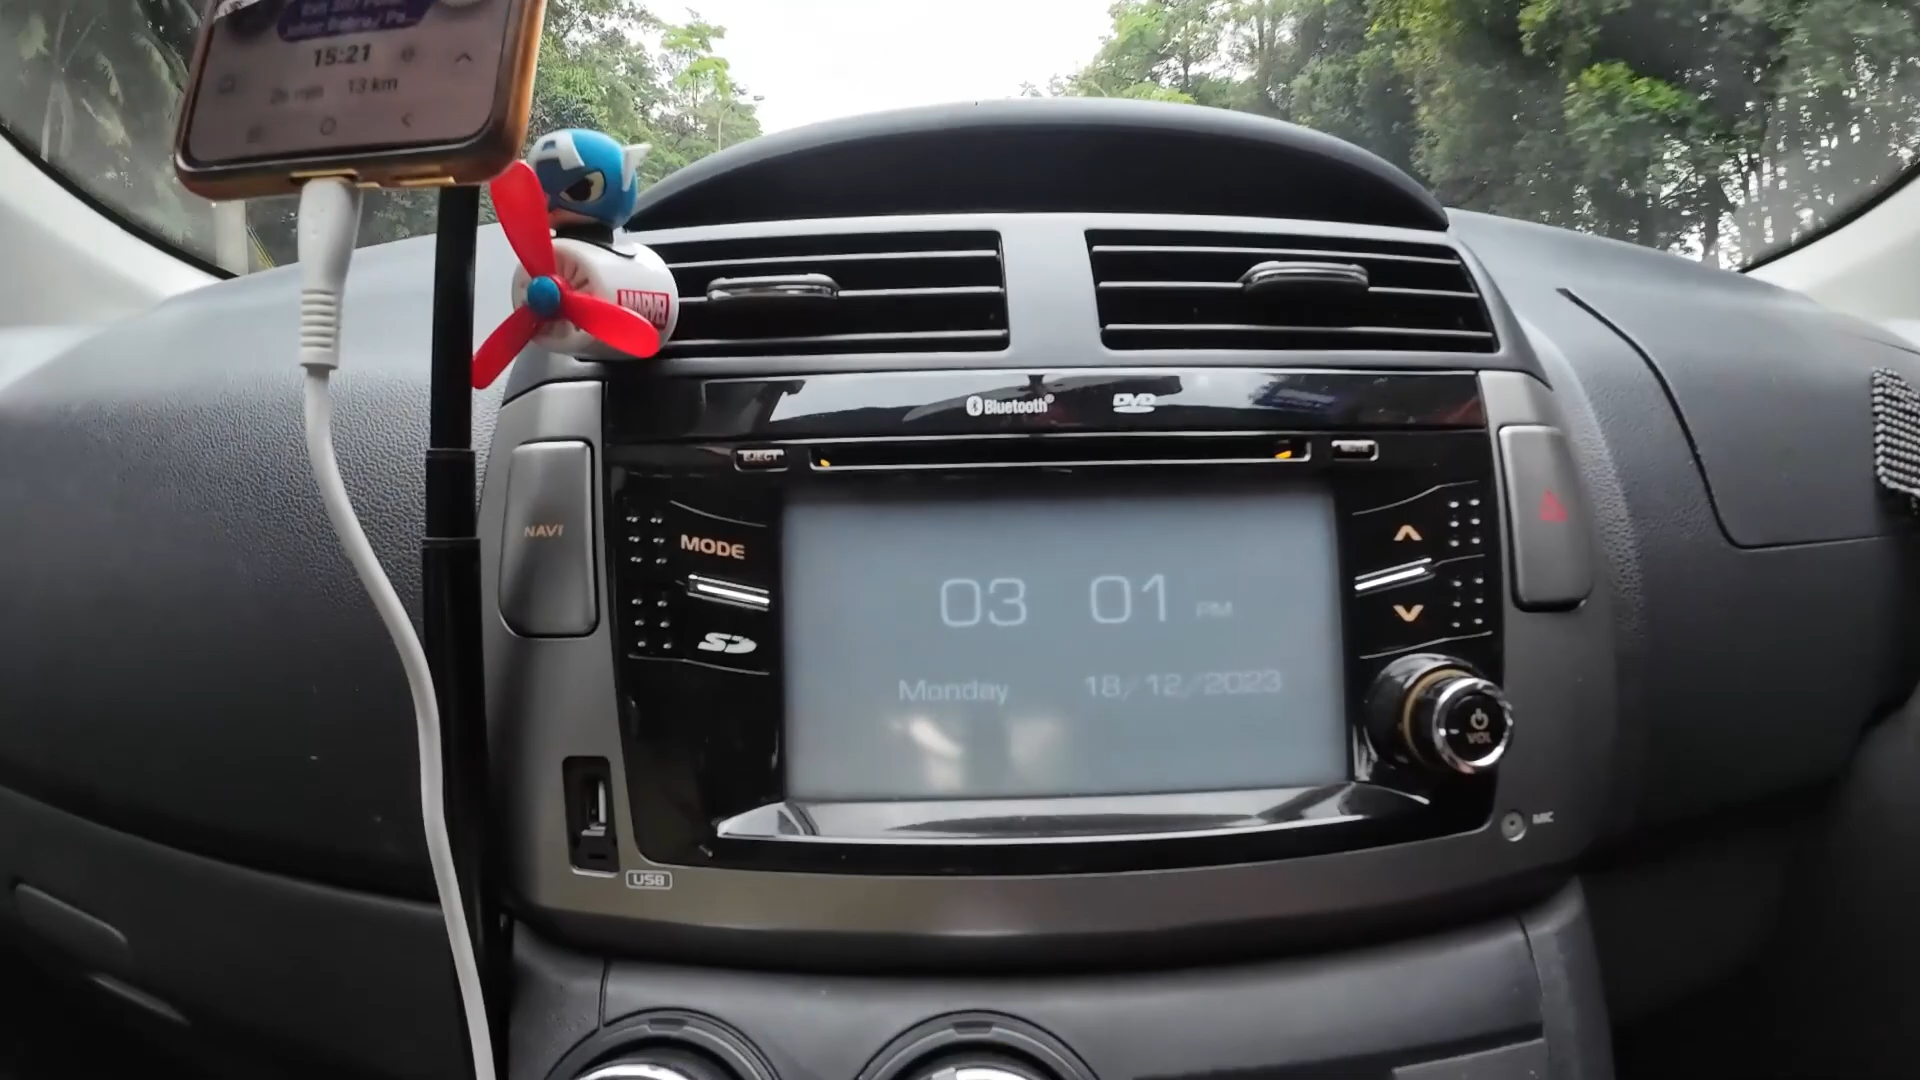 15:21
13 km
MARVEL
Bluetooth®
DVD
EJECT
NAVI
MODE
SD
03 01 PM
Monday 18/12/2023
VOL
MIC
USB